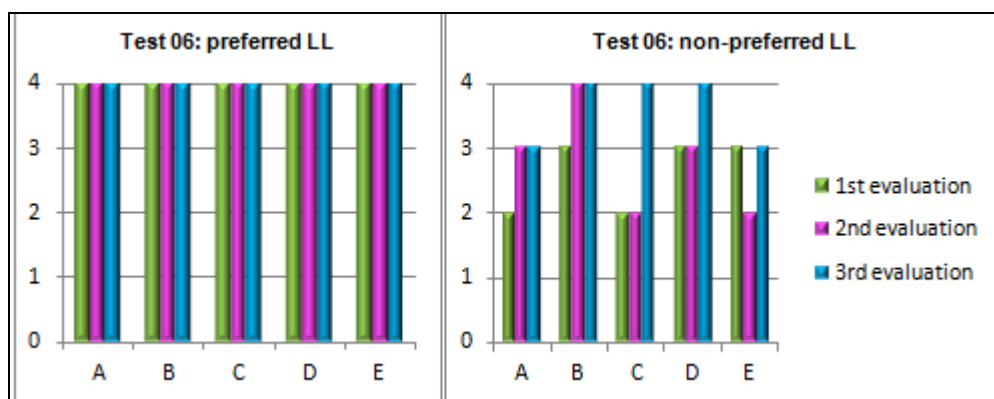 Test 06: preferred LL
4
3
2
1
0
A B C D E
Test 06: non-preferred LL
4
3
2
1
0
A B C D E
1st evaluation
2nd evaluation
3rd evaluation